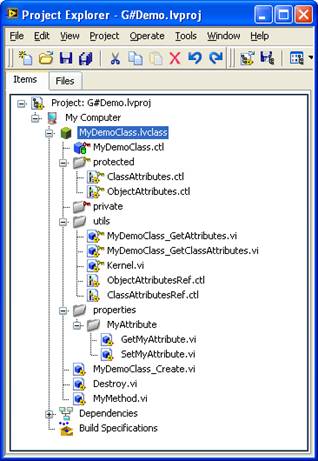 Project Explorer - G#Demo.lvproj
File Edit View Project Operate Tools Window Help
Items Files
Project: G#Demo.lvproj
My Computer
MyDemoClass.lvclass
MyDemoClass.ctl
protected
ClassAttributes.ctl
ObjectAttributes.ctl
private
utils
MyDemoClass_GetAttributes.vi
MyDemoClass_GetClassAttributes.vi
Kernel.vi
ObjectAttributesRef.ctl
ClassAttributesRef.ctl
properties
MyAttribute
GetMyAttribute.vi
SetMyAttribute.vi
MyDemoClass_Create.vi
Destroy.vi
MyMethod.vi
Dependencies
Build Specifications